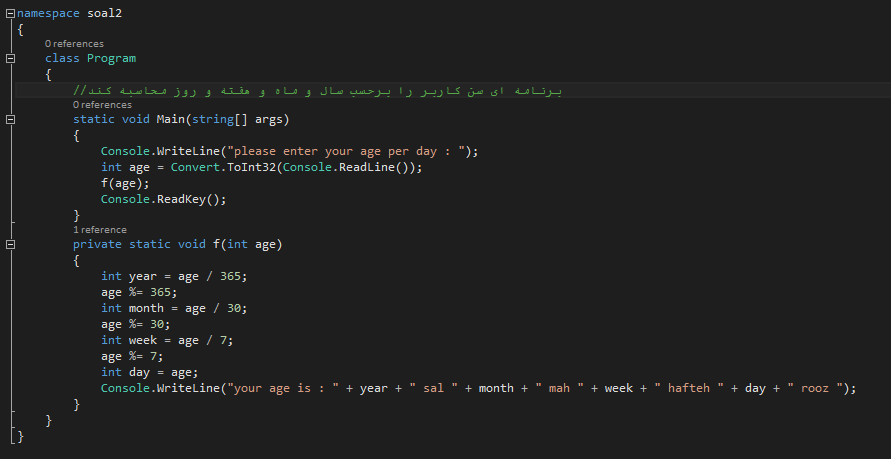 namespace soal2
{
0 references
class Program
{
//برنامه ای سن کاربر را برحسب سال و ماه و هفته و روز محاسبه کند
0 references
static void Main(string[] args)
{
Console.WriteLine("please enter your age per day : ");
int age = Convert.ToInt32(Console.ReadLine());
f(age);
Console.ReadKey();
}
1 reference
private static void f(int age)
{
int year = age / 365;
age %= 365;
int month = age / 30;
age %= 30;
int week = age / 7;
age %= 7;
int day = age;
Console.WriteLine("your age is : " + year + " sal " + month + " mah " + week + " hafteh " + day + " rooz ");
}
}
}